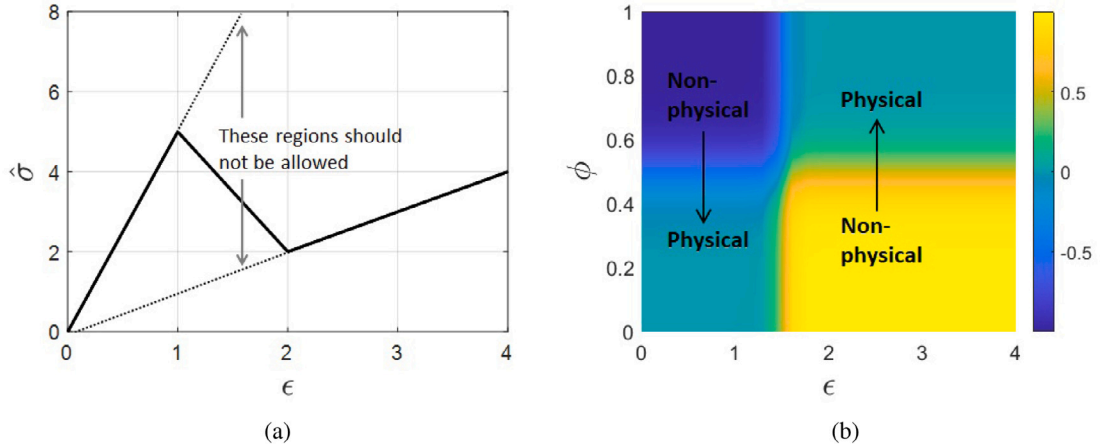 8
6
4
2
0
σ̂
These regions should
not be allowed
0 1 2 3 4
ϵ
(a)
1
0.8
0.6
0.4
0.2
0
ϕ
Non-
physical
Physical
Physical
Non-
physical
0 1 2 3 4
ϵ
0.5
0
-0.5
(b)